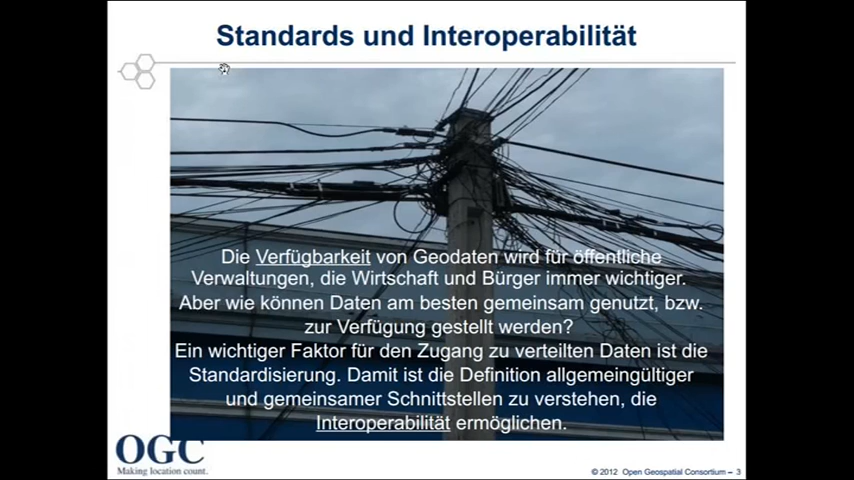 Standards und Interoperabilität
Die Verfügbarkeit von Geodaten wird für öffentliche
Verwaltungen, die Wirtschaft und Bürger immer wichtiger.
Aber wie können Daten am besten gemeinsam genutzt, bzw.
zur Verfügung gestellt werden?
Ein wichtiger Faktor für den Zugang zu verteilten Daten ist die
Standardisierung. Damit ist die Definition allgemeingültiger
und gemeinsamer Schnittstellen zu verstehen, die
Interoperabilität ermöglichen.
OGC
Making location count.
© 2012 Open Geospatial Consortium – 3